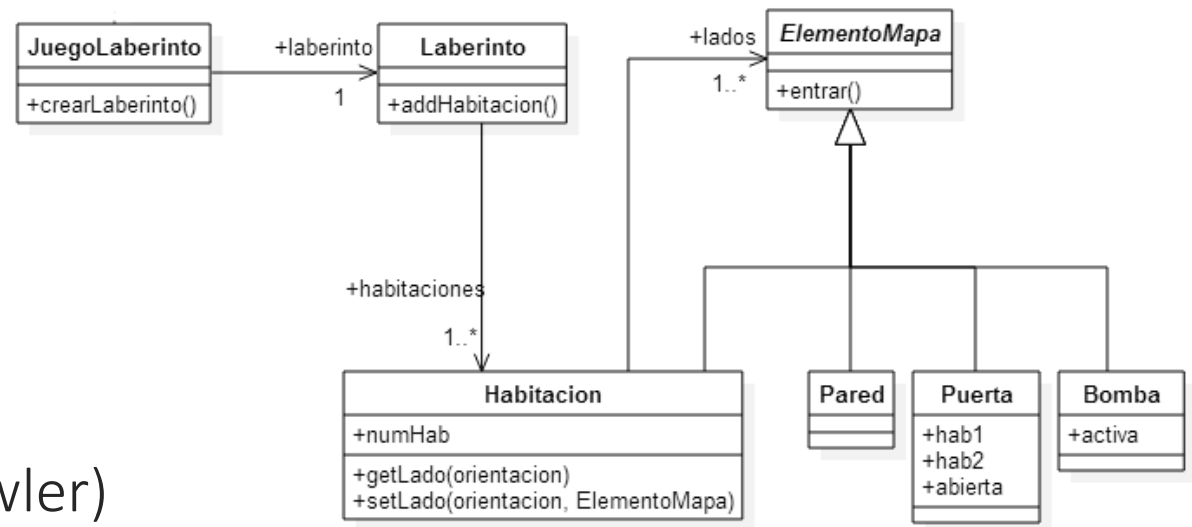 JuegoLaberinto
+crearLaberinto()
+laberinto
1
Laberinto
+addHabitacion()
+lados
1..*
ElementoMapa
+entrar()
+habitaciones
1..*
Habitacion
+numHab
+getLado(orientacion)
+setLado(orientacion, ElementoMapa)
Pared
Puerta
+hab1
+hab2
+abierta
Bomba
+activa
wler)